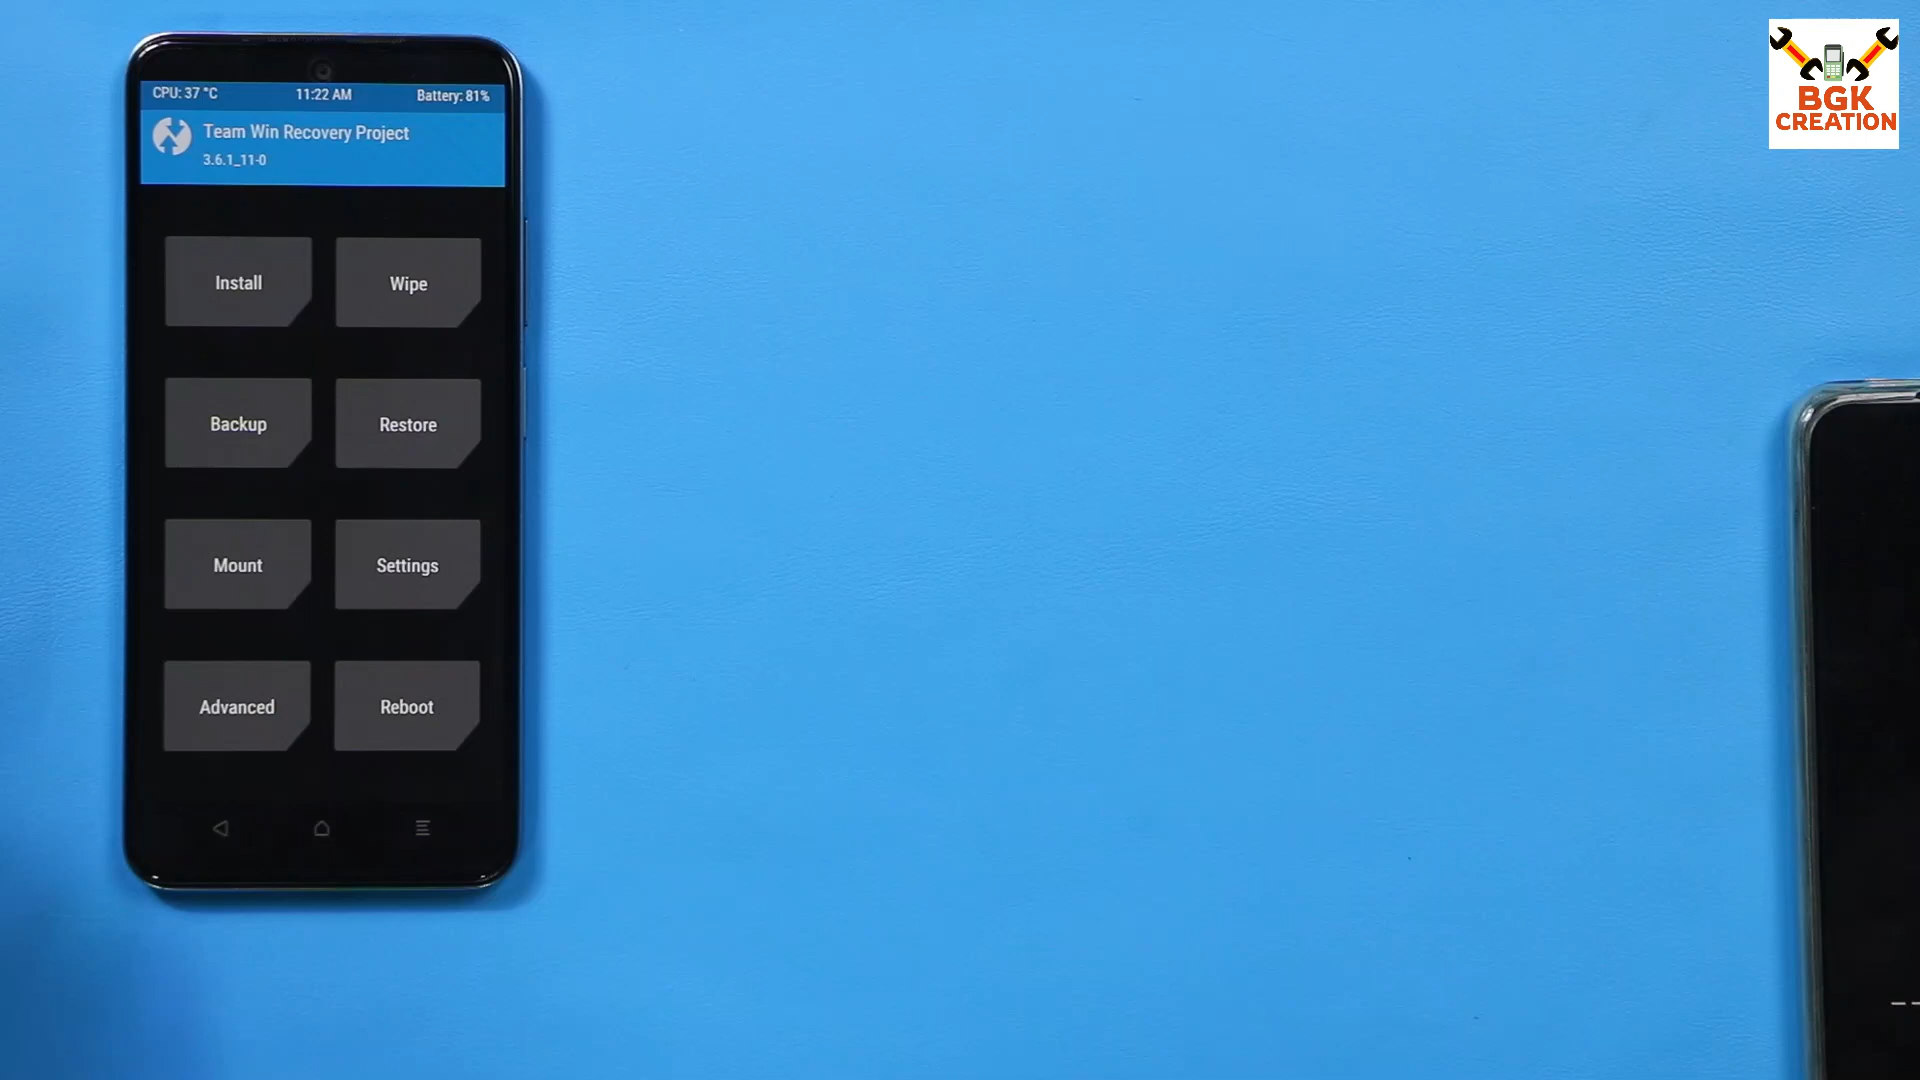 CPU: 37 °C 11:22 AM Battery: 81%
Team Win Recovery Project
3.6.1_11-0
Install Wipe
Backup Restore
Mount Settings
Advanced Reboot
BGK
CREATION